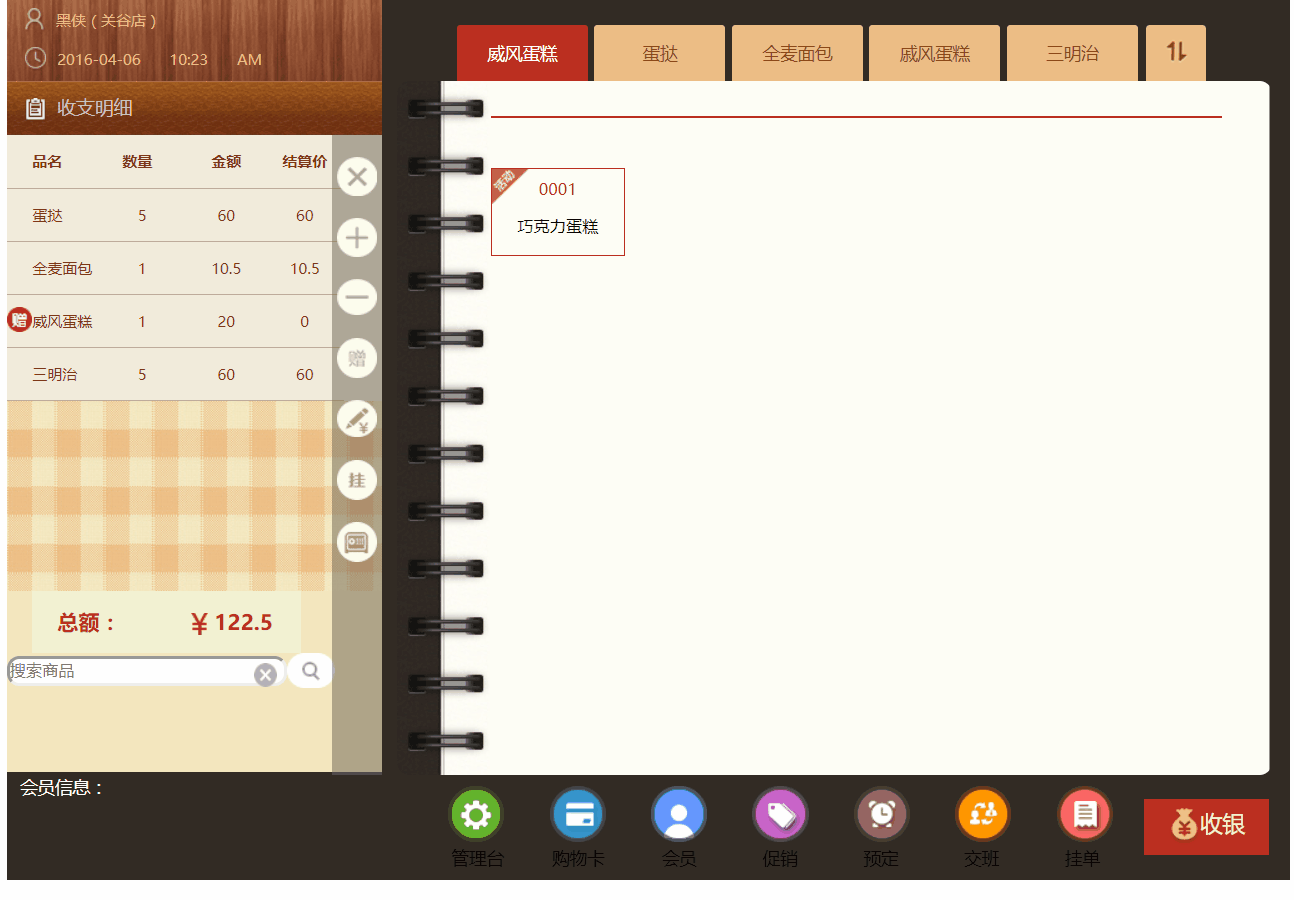 黑侠 ( 关谷店 )
2016-04-06 10:23 AM
收支明细
品名 数量 金额 结算价
蛋挞 5 60 60
全麦面包 1 10.5 10.5
赠 威风蛋糕 1 20 0
三明治 5 60 60
赠
¥
挂
总额： ￥122.5
搜索商品
会员信息：
威风蛋糕 蛋挞 全麦面包 戚风蛋糕 三明治
活动
0001
巧克力蛋糕
管理台 购物卡 会员 促销 预定 交班 挂单
¥ 收银